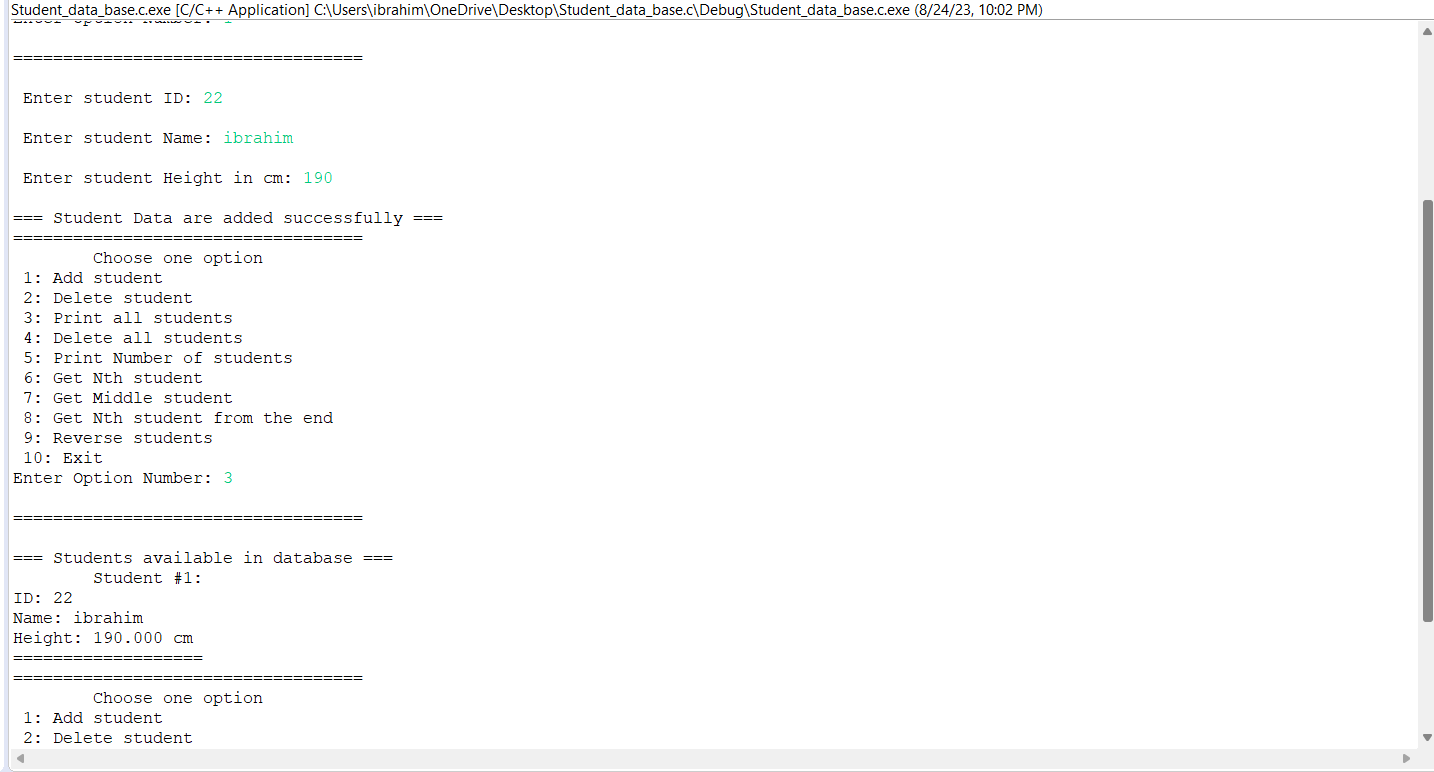 Student_data_base.c.exe [C/C++ Application] C:\Users\ibrahim\OneDrive\Desktop\Student_data_base.c\Debug\Student_data_base.c.exe (8/24/23, 10:02 PM)
Enter Option Number: 1
===================================
Enter student ID: 22
Enter student Name: ibrahim
Enter student Height in cm: 190
=== Student Data are added successfully ===
===================================
Choose one option
1: Add student
2: Delete student
3: Print all students
4: Delete all students
5: Print Number of students
6: Get Nth student
7: Get Middle student
8: Get Nth student from the end
9: Reverse students
10: Exit
Enter Option Number: 3
===================================
=== Students available in database ===
Student #1:
ID: 22
Name: ibrahim
Height: 190.000 cm
===================
===================================
Choose one option
1: Add student
2: Delete student